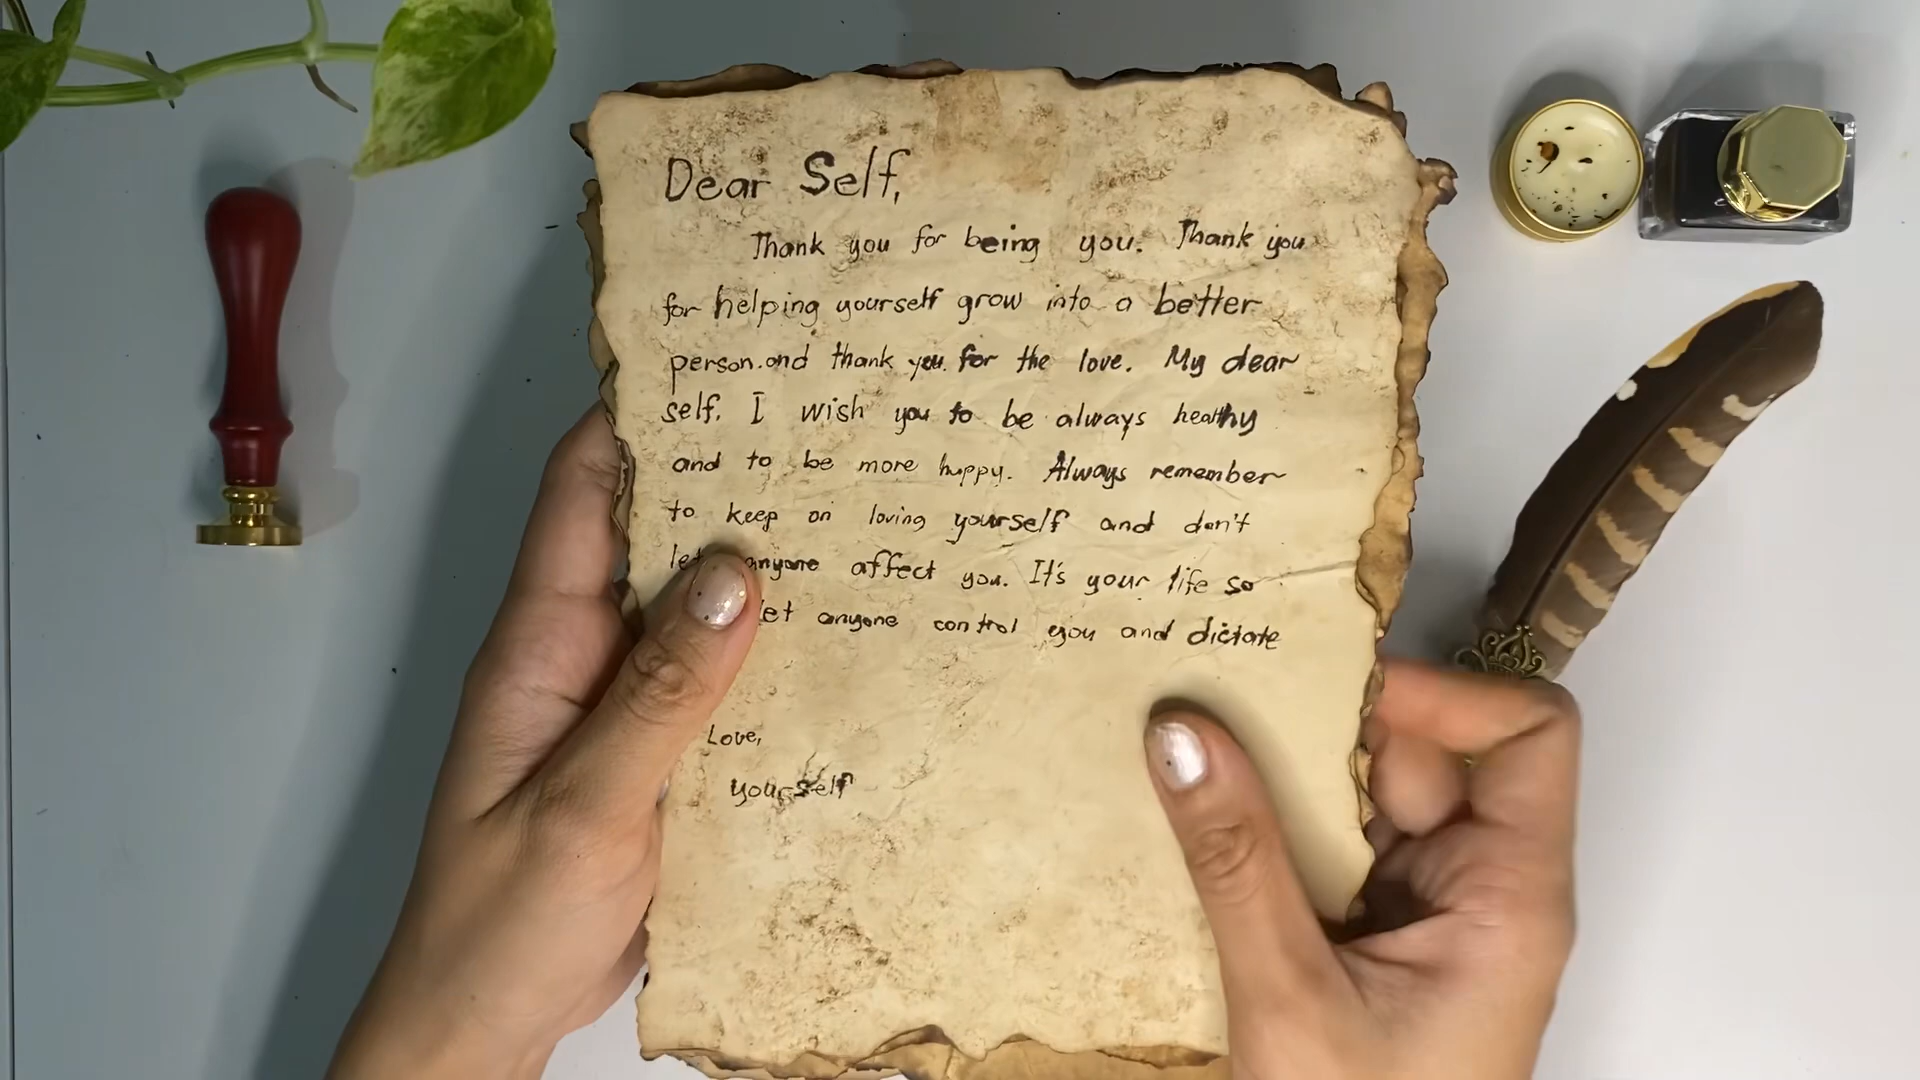 Dear Self,
Thank you for being you. Thank you
for helping yourself grow into a better
person.and thank you for the love. My dear
self. I wish you to be always healthy
and to be more happy. Always remember
to keep on loving yourself and don't
let anyone affect you. It's your life so
let anyone control you and dictate
Love,
yourself